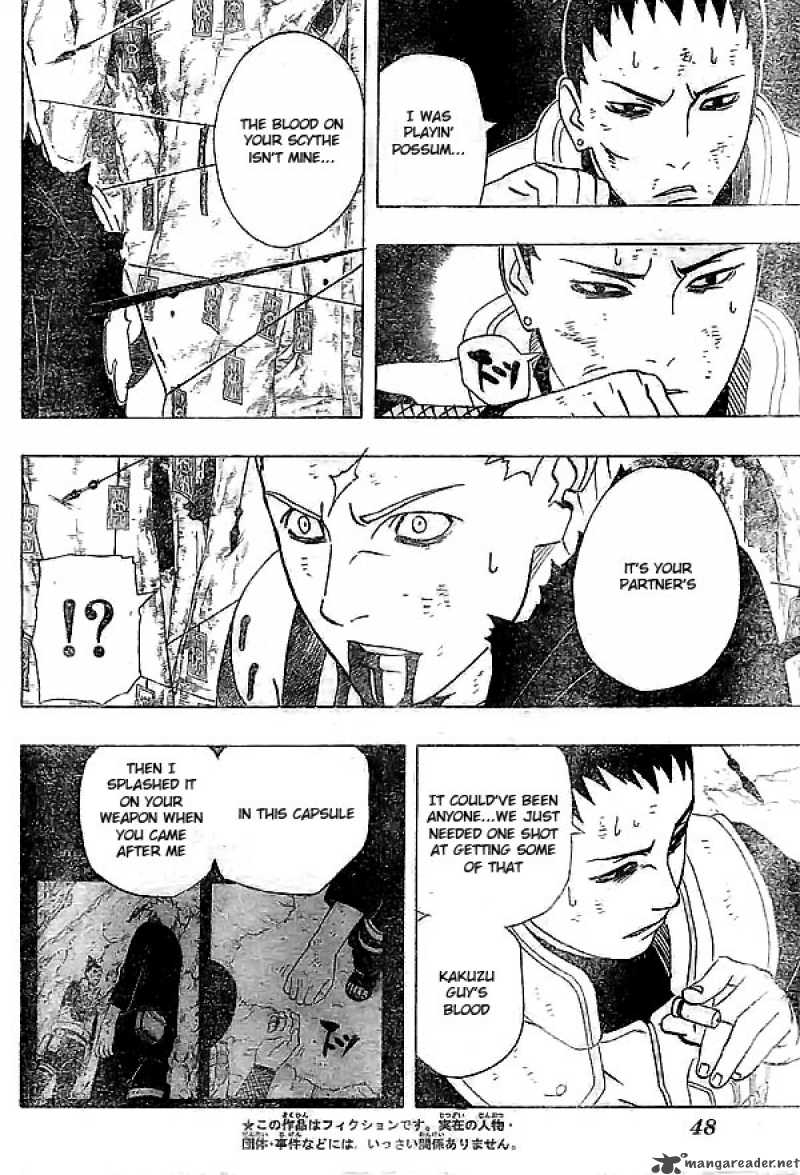 I WAS
PLAYIN'
POSSUM...
THE BLOOD ON
YOUR SCYTHE
ISN'T MINE...
ズッ
IT'S YOUR
PARTNER'S
!?
IT COULD'VE BEEN
ANYONE...WE JUST
NEEDED ONE SHOT
AT GETTING SOME
OF THAT
KAKUZU
GUY'S
BLOOD
IN THIS CAPSULE
THEN I
SPLASHED IT
ON YOUR
WEAPON WHEN
YOU CAME
AFTER ME
★この作品はフィクションです。実在の人物・
団体・事件などには、いっさい関係ありません。
48
mangareader.net